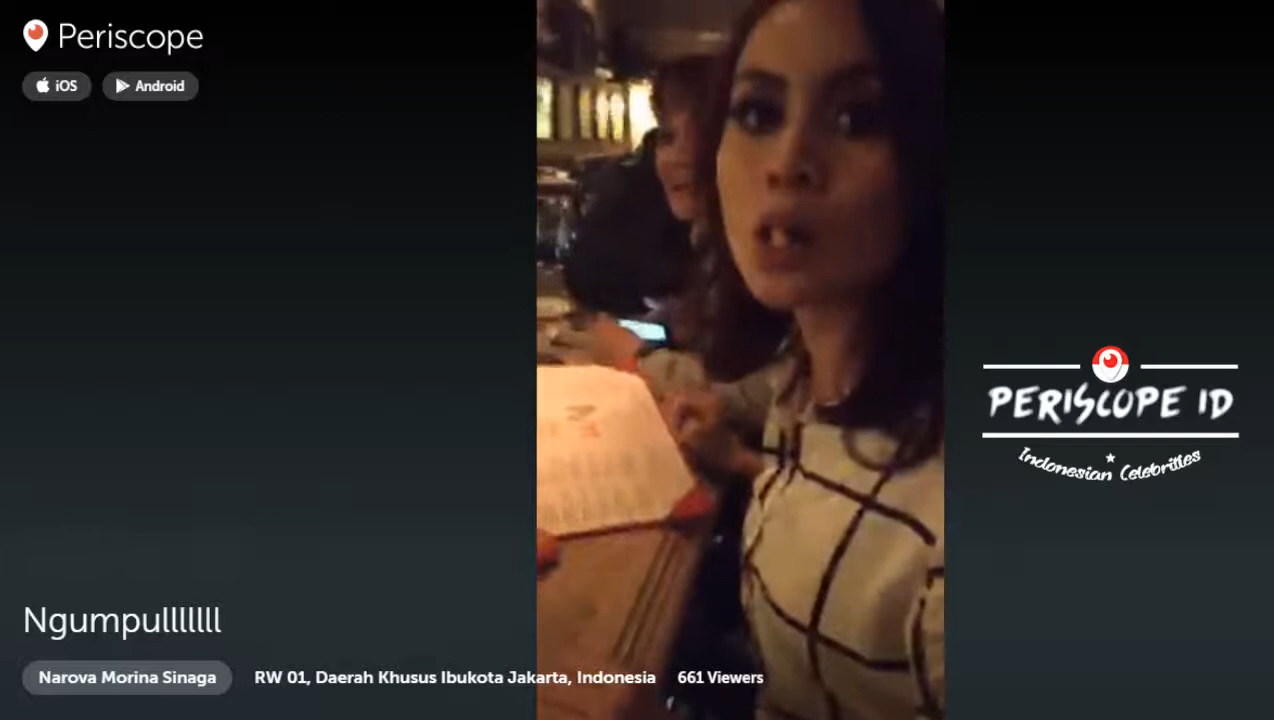 Periscope
iOS
Android
PERISCOPE ID
Indonesian Celebrities
Ngumpulllllll
Narova Morina Sinaga
RW 01, Daerah Khusus Ibukota Jakarta, Indonesia
661 Viewers